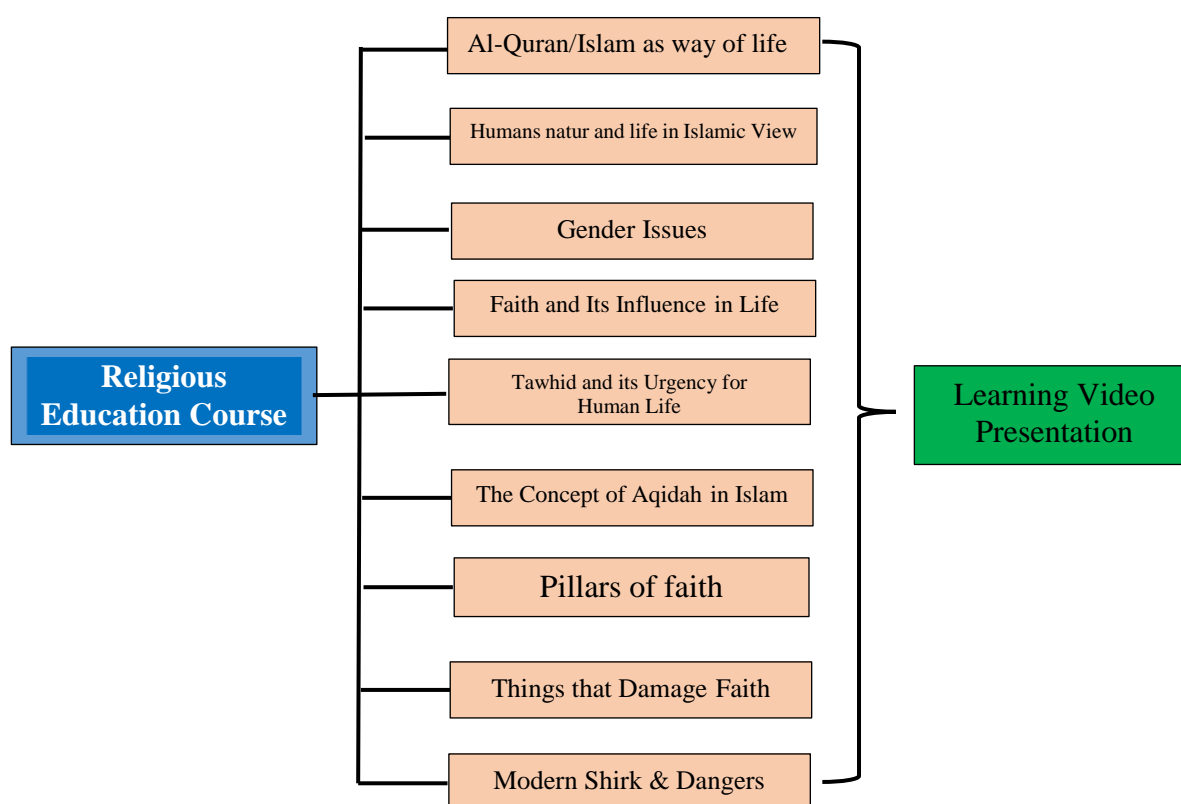 Al-Quran/Islam as way of life
Humans natur and life in Islamic View
Gender Issues
Faith and Its Influence in Life
Religious
Education Course
Tawhid and its Urgency for
Human Life
Learning Video
Presentation
The Concept of Aqidah in Islam
Pillars of faith
Things that Damage Faith
Modern Shirk & Dangers